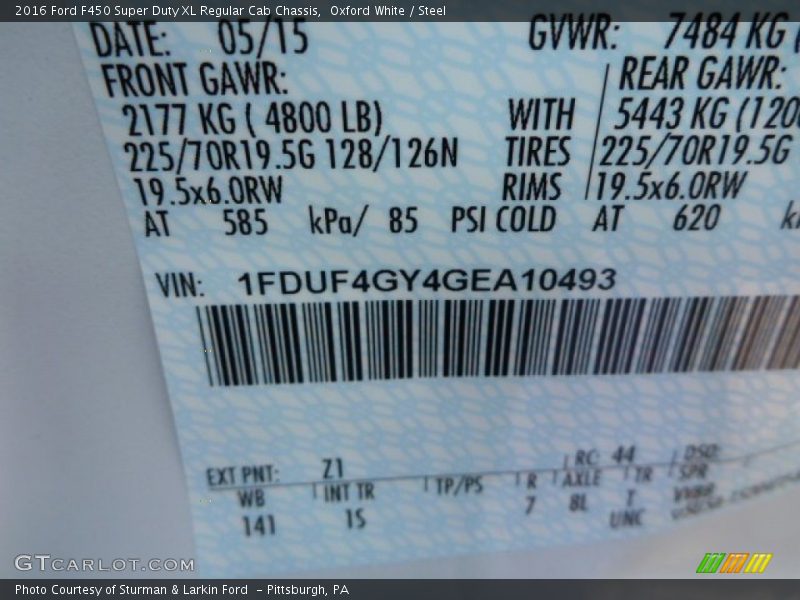 2016 Ford F450 Super Duty XL Regular Cab Chassis, Oxford White / Steel
DATE: 05/15 GVWR: 7484 KG (
FRONT GAWR: REAR GAWR:
2177 KG ( 4800 LB) WITH 5443 KG (1200
225/70R19.5G 128/126N TIRES 225/70R19.5G
19.5x6.0RW RIMS 19.5x6.0RW
AT 585 kPa/ 85 PSI COLD AT 620
VIN: 1FDUF4GY4GEA10493
EXT PNT: Z1 RC: 44 DSO:
WB INT TR TP/PS R AXLE TR SPR
141 1S 7 8L T
UNC
GTCARLOT.COM
Photo Courtesy of Sturman & Larkin Ford - Pittsburgh, PA